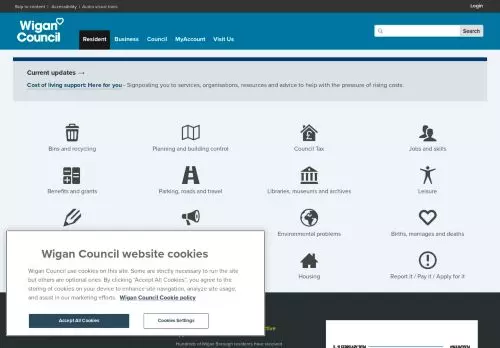 Skip to content | Accessibility | Audio visual tools
Login
Wigan
Council
Resident Business Council MyAccount Visit Us
Search
Current updates →
Cost of living support: Here for you - Signposting you to services, organisations, resources and advice to help with the pressure of rising costs.
Bins and recycling
Planning and building control
Council Tax
Jobs and skills
Benefits and grants
Parking, roads and travel
Libraries, museums and archives
Leisure
Environmental problems
Births, marriages and deaths
Wigan Council website cookies
Wigan Council use cookies on this site. Some are strictly necessary to run the site
but others are optional ones. By clicking "Accept All Cookies", you agree to the
storing of cookies on your device to enhance site navigation, analyze site usage,
and assist in our marketing efforts. Wigan Council Cookie policy
Accept All Cookies
Cookies Settings
Housing
Report it / Pay it / Apply for it
Hundreds of Wigan Borough residents have received